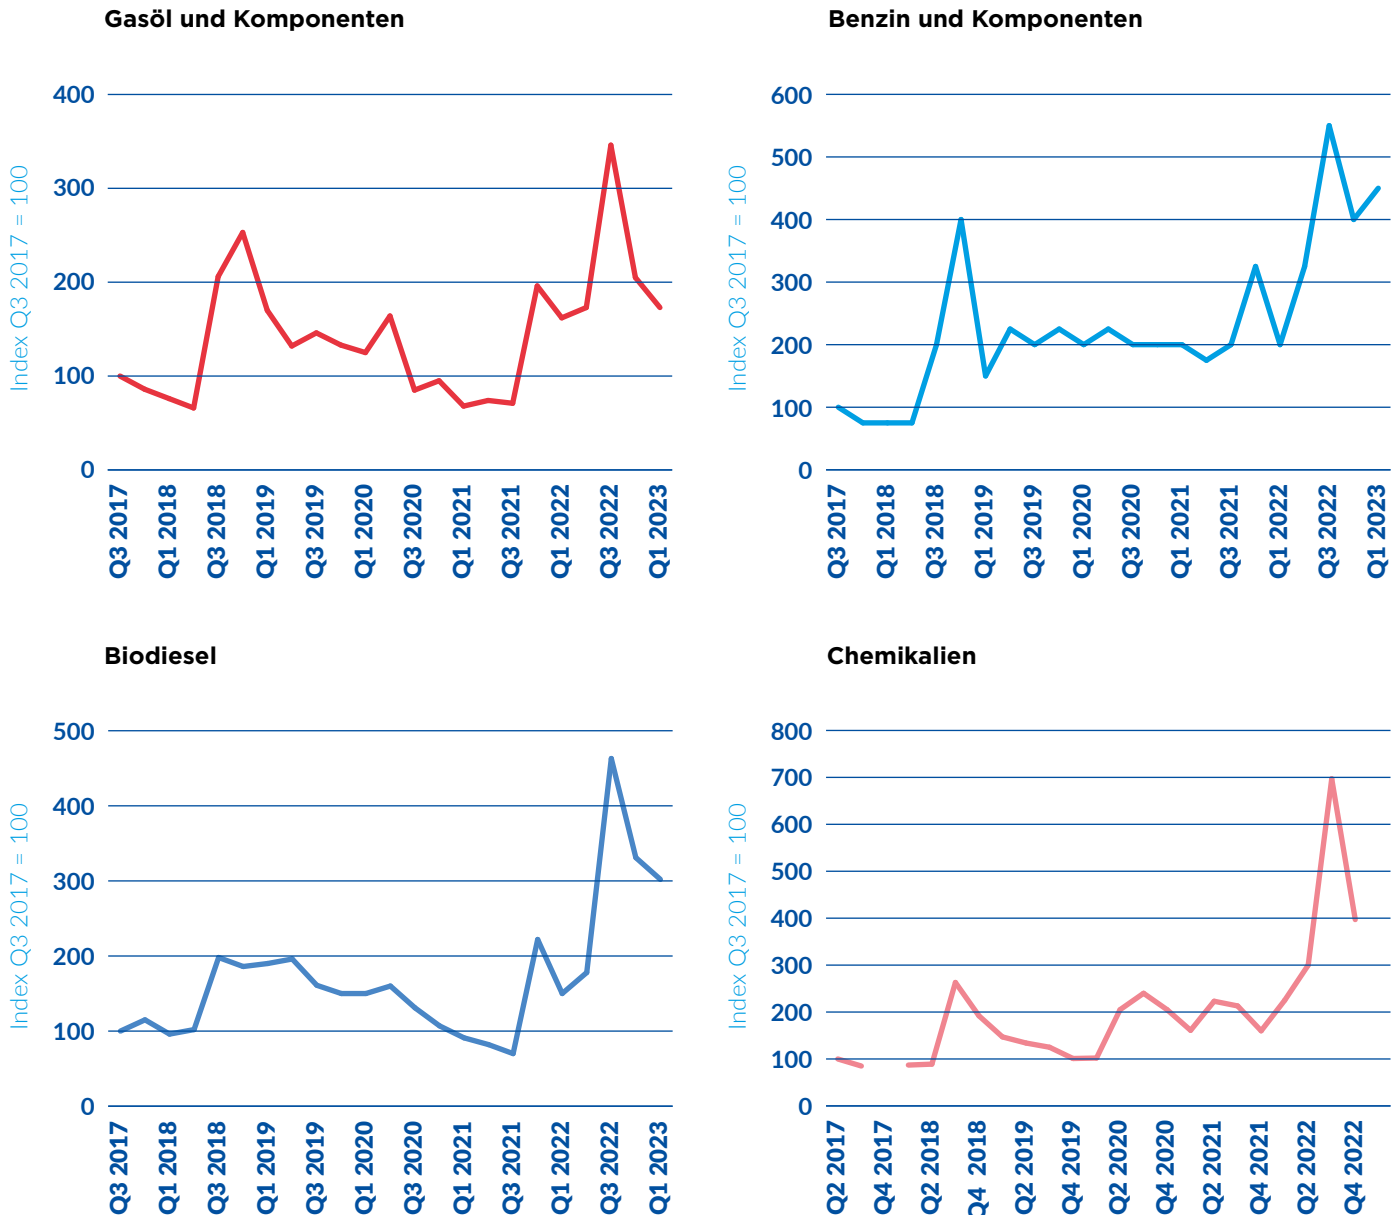 Gasöl und Komponenten
Index Q3 2017 = 100
400
300
200
100
0
Q3 2017
Q1 2018
Q3 2018
Q1 2019
Q3 2019
Q1 2020
Q3 2020
Q1 2021
Q3 2021
Q1 2022
Q3 2022
Q1 2023
Benzin und Komponenten
Index Q3 2017 = 100
600
500
400
300
200
100
0
Q3 2017
Q1 2018
Q3 2018
Q1 2019
Q3 2019
Q1 2020
Q3 2020
Q1 2021
Q3 2021
Q1 2022
Q3 2022
Q1 2023
Biodiesel
Index Q3 2017 = 100
500
400
300
200
100
0
Q3 2017
Q1 2018
Q3 2018
Q1 2019
Q3 2019
Q1 2020
Q3 2020
Q1 2021
Q3 2021
Q1 2022
Q3 2022
Q1 2023
Chemikalien
Index Q3 2017 = 100
800
700
600
500
400
300
200
100
0
Q2 2017
Q4 2017
Q2 2018
Q4 2018
Q2 2019
Q4 2019
Q2 2020
Q4 2020
Q2 2021
Q4 2021
Q2 2022
Q4 2022